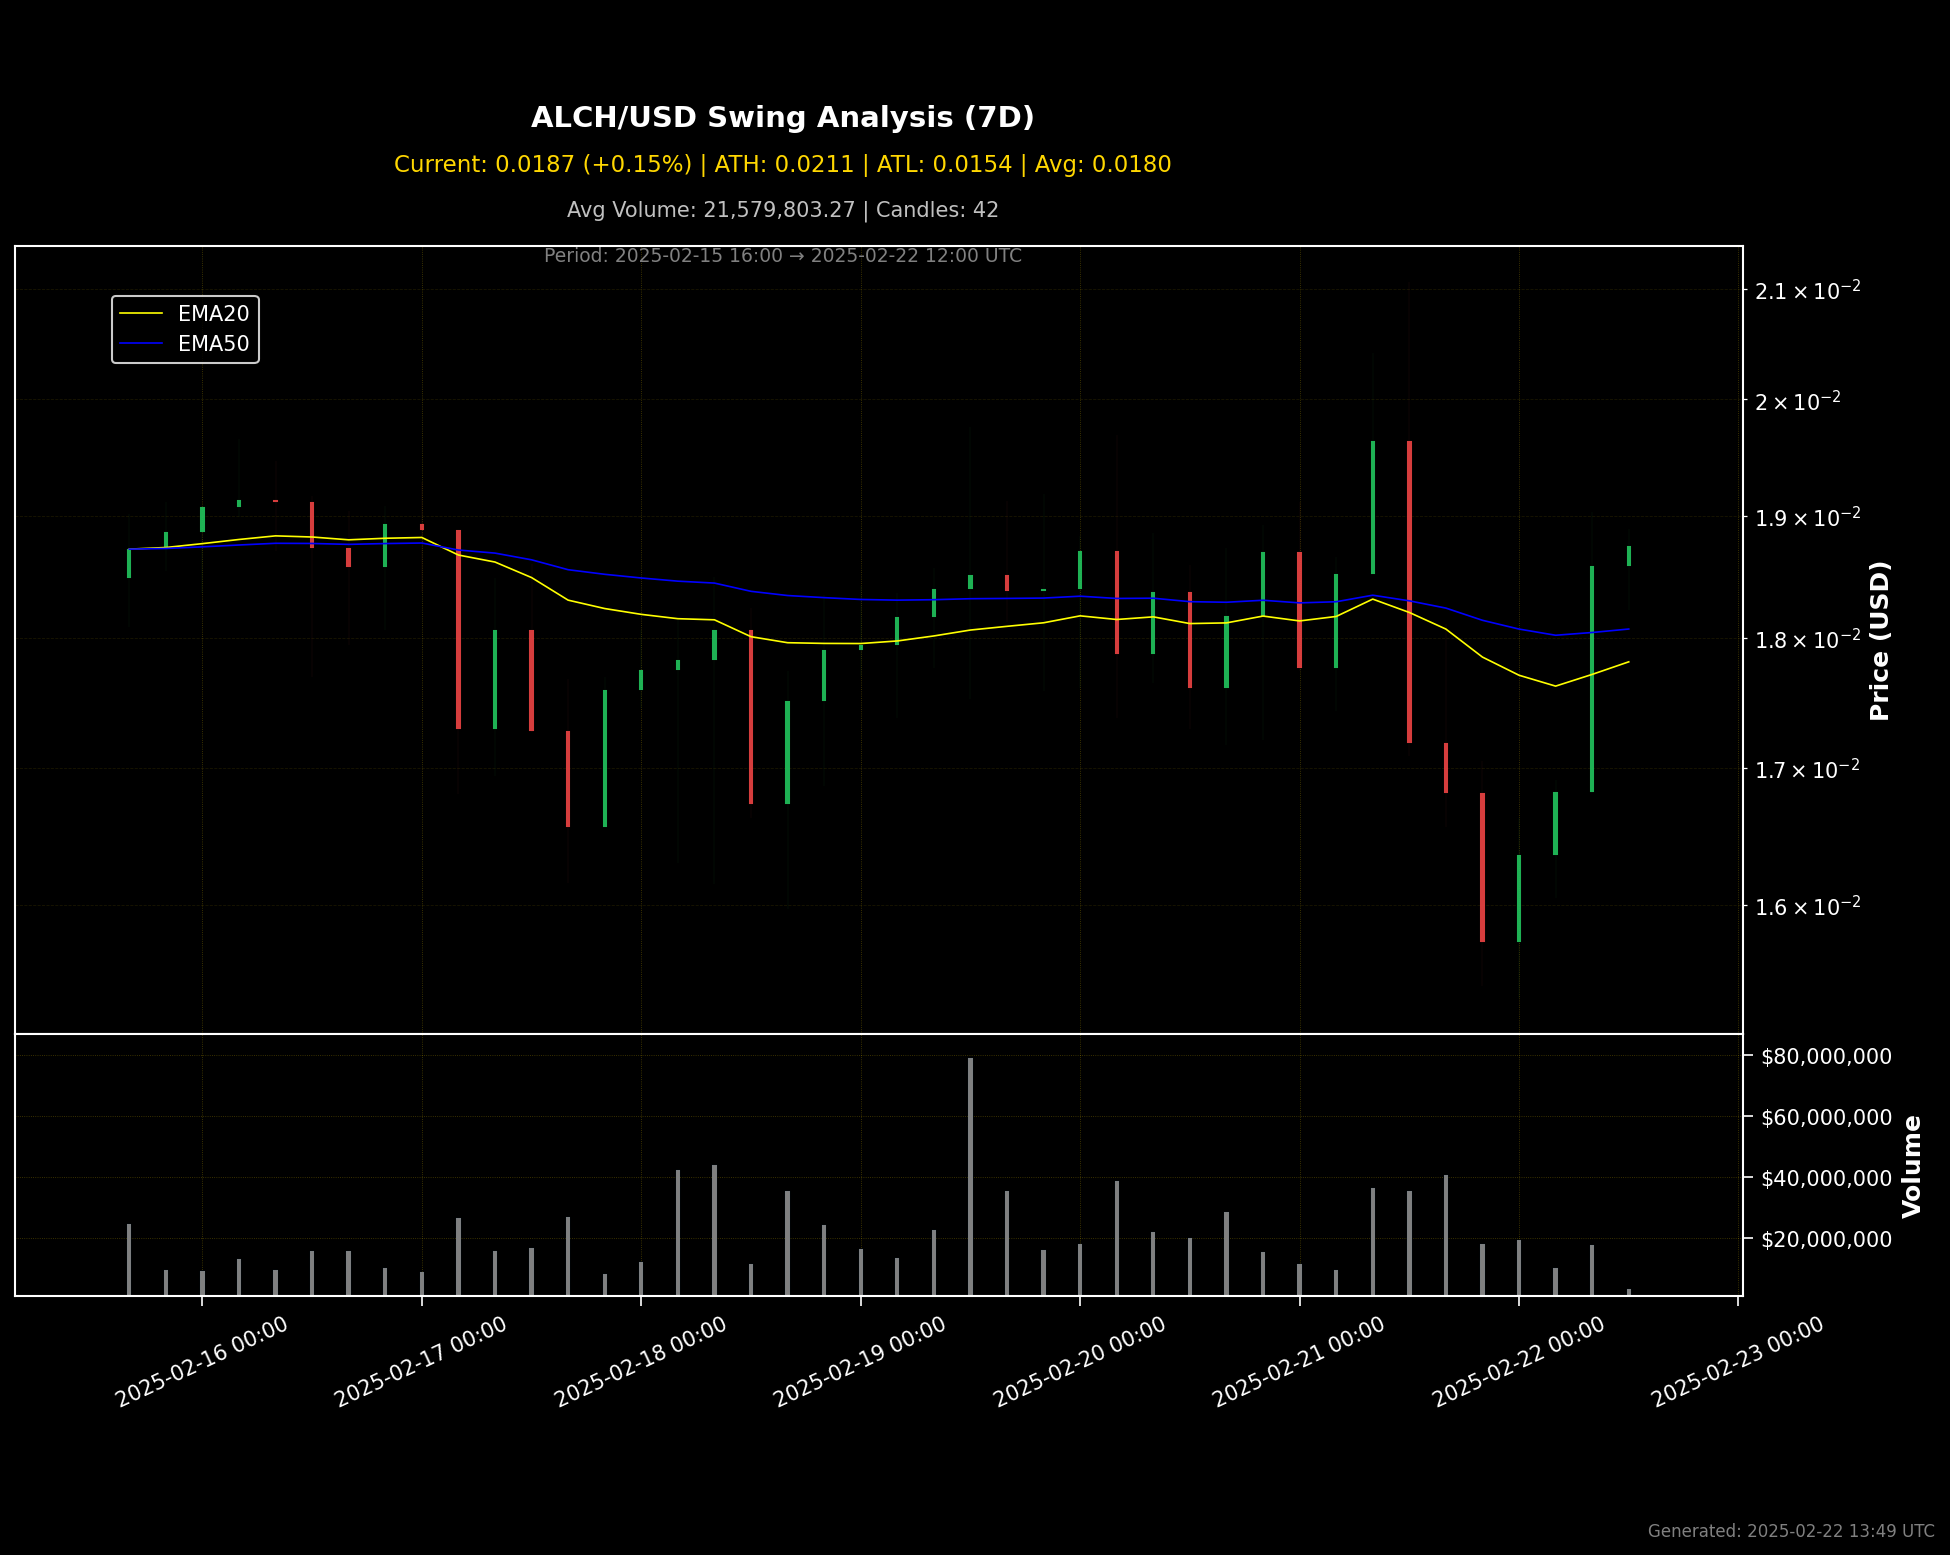 ALCH/USD Swing Analysis (7D)
Current: 0.0187 (+0.15%) | ATH: 0.0211 | ATL: 0.0154 | Avg: 0.0180
Avg Volume: 21,579,803.27 | Candles: 42
Period: 2025-02-15 16:00 → 2025-02-22 12:00 UTC
EMA20
EMA50
2.1 × 10⁻²
2 × 10⁻²
1.9 × 10⁻²
1.8 × 10⁻²
1.7 × 10⁻²
1.6 × 10⁻²
Price (USD)
$80,000,000
$60,000,000
$40,000,000
$20,000,000
Volume
2025-02-16 00:00
2025-02-17 00:00
2025-02-18 00:00
2025-02-19 00:00
2025-02-20 00:00
2025-02-21 00:00
2025-02-22 00:00
2025-02-23 00:00
Generated: 2025-02-22 13:49 UTC